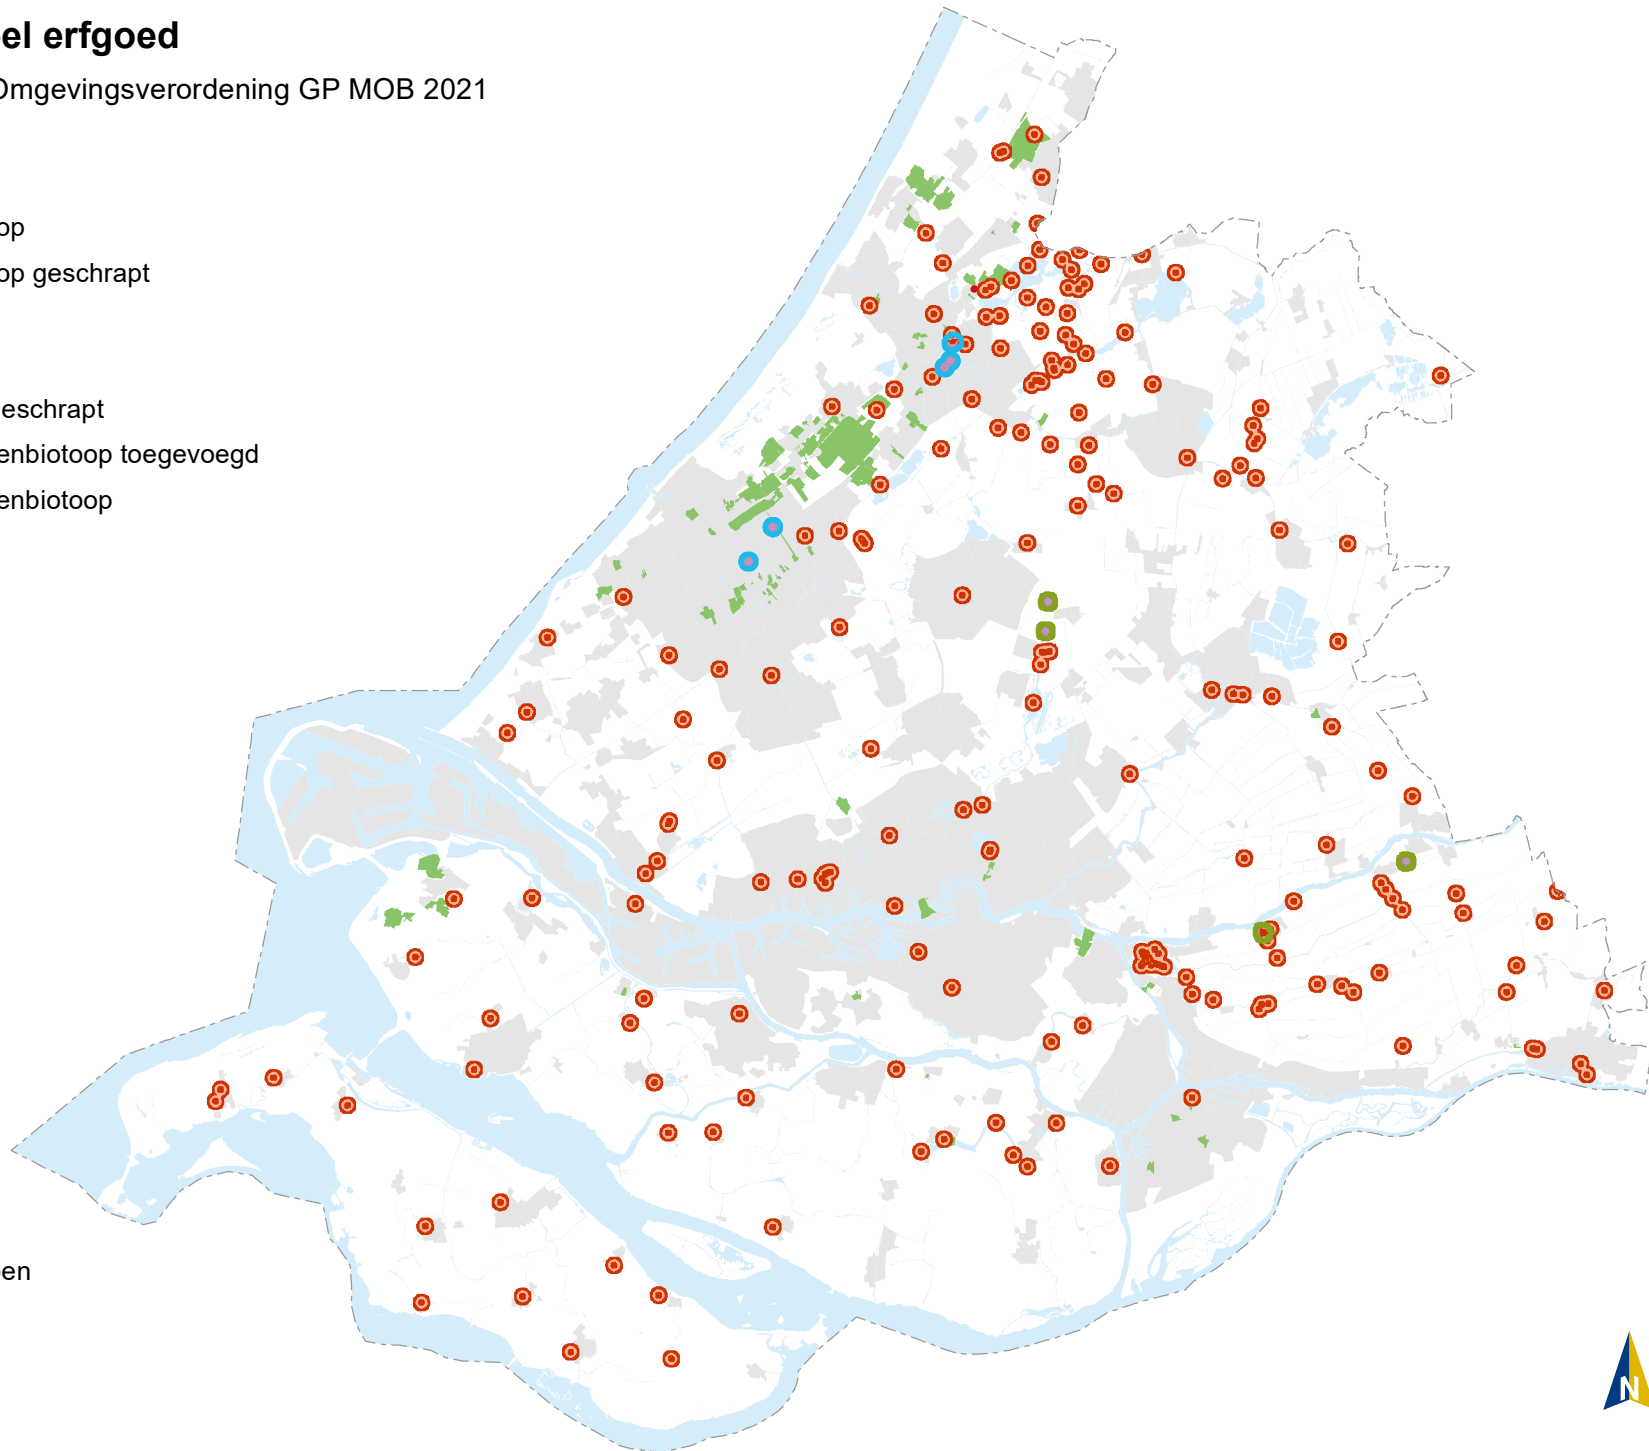 el erfgoed
Omgevingsverordening GP MOB 2021
op
op geschrapt
eschrapt
enbiotoop toegevoegd
enbiotoop
en
N